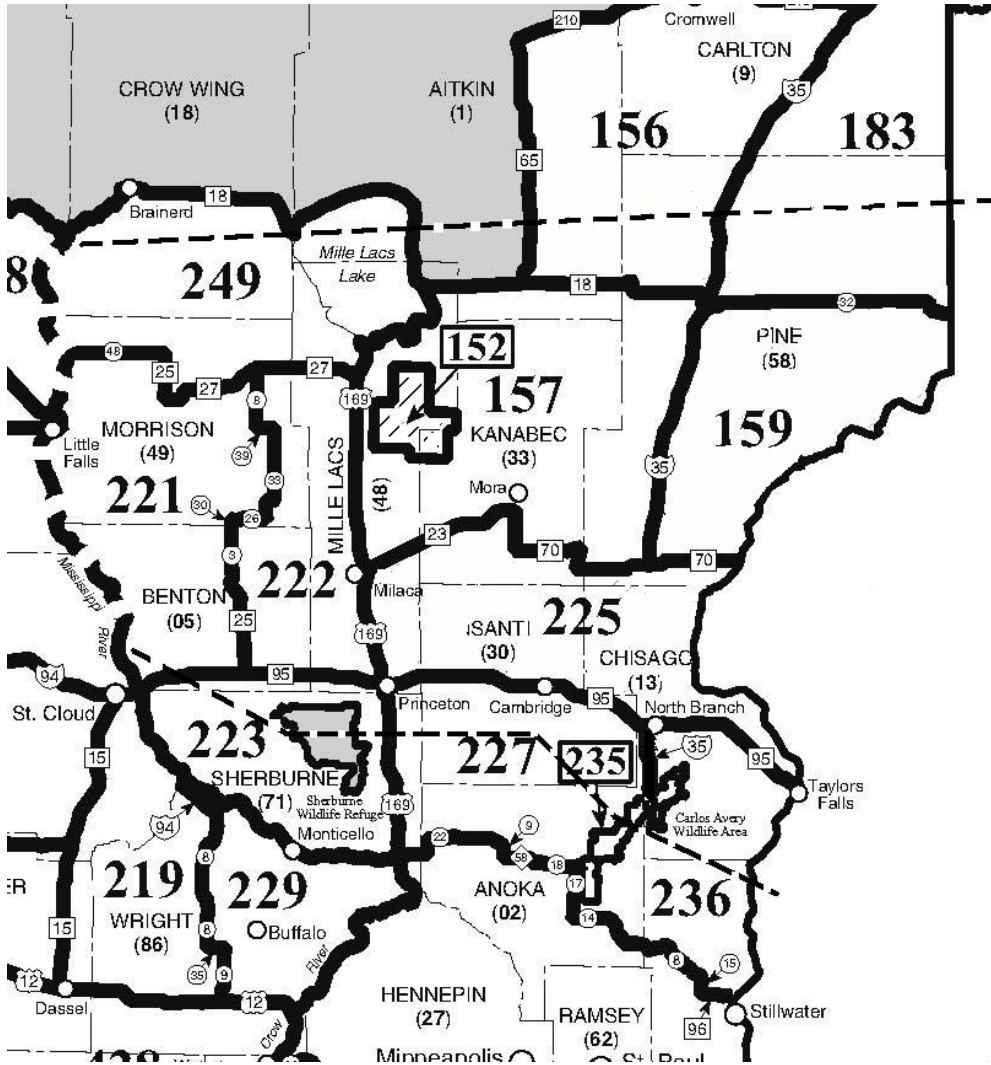 210
Cromwell
CARLTON
(9)
35
CROW WING
(18)
AITKIN
(1)
156
183
65
18
Brainerd
Mille Lacs
Lake
8
249
18
32
PINE
(58)
152
48
25
27
27
8
169
157
KANABEC
(33)
159
MORRISON
(49)
Little
Falls
39
35
33
MILLE LACS
(48)
221
Mora
30
26
23
70
70
3
222
Milaca
Mississippi
River
BENTON
(05)
25
169
ISANTI
(30)
225
CHISAGO
(13)
94
95
St. Cloud
Princeton
Cambridge
95
North Branch
223
227
235
35
95
15
SHERBURNE
(71)
Sherburne
Wildlife Refuge
169
Taylors
Falls
94
Monticello
Carlos Avery
Wildlife Area
22
9
58
18
8
219
229
17
ER
WRIGHT
(86)
ANOKA
(02)
236
14
15
8
Buffalo
River
8
15
35
9
12
12
Dassel
HENNEPIN
(27)
96
Stillwater
Crow
RAMSEY
(62)
Minneapolis
St. Paul